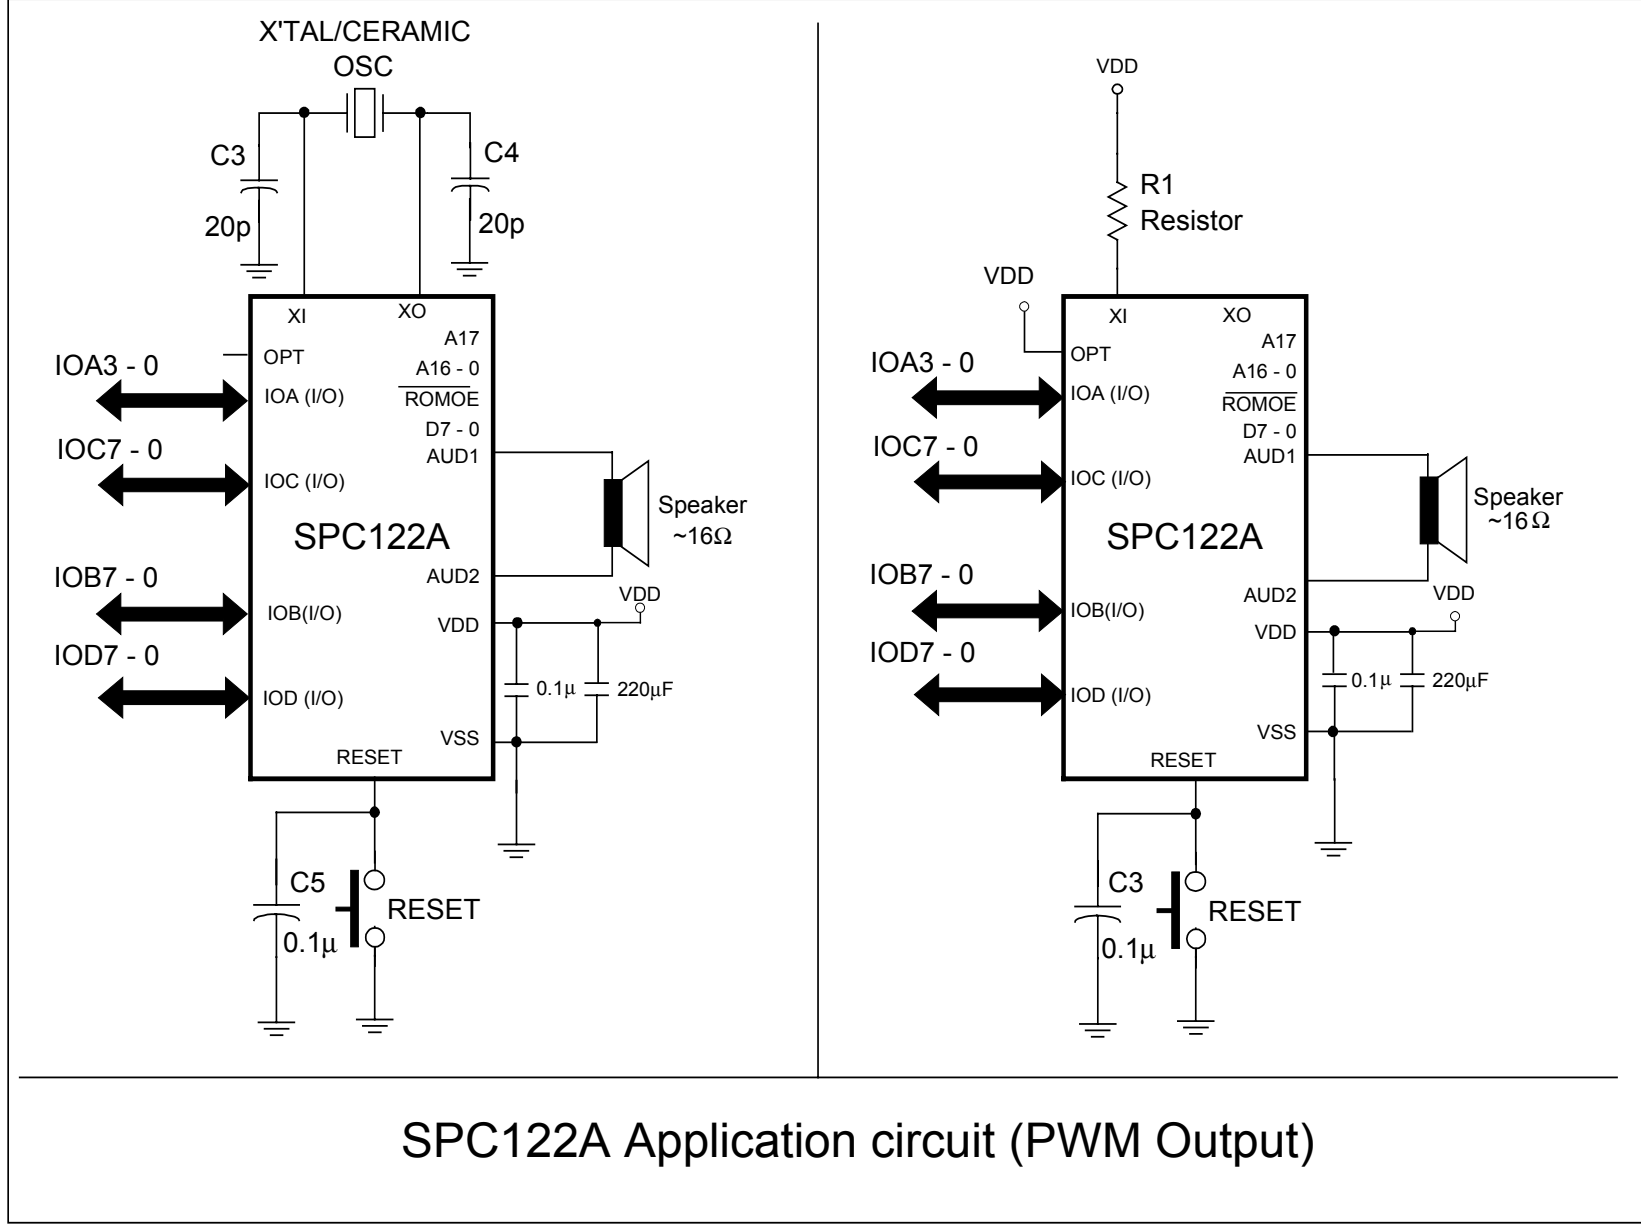 X'TAL/CERAMIC
OSC
C3
C4
20p
20p
XI
XO
A17
OPT
A16 - 0
IOA3 - 0
IOA (I/O)
ROMOE
D7 - 0
IOC7 - 0
AUD1
IOC (I/O)
Speaker
~16Ω
SPC122A
IOB7 - 0
AUD2
VDD
IOB(I/O)
VDD
IOD7 - 0
0.1μ
220μF
IOD (I/O)
VSS
RESET
C5
RESET
0.1μ
VDD
R1
Resistor
VDD
XI
XO
A17
OPT
A16 - 0
IOA3 - 0
IOA (I/O)
ROMOE
D7 - 0
IOC7 - 0
AUD1
IOC (I/O)
Speaker
~16Ω
SPC122A
IOB7 - 0
AUD2
VDD
IOB(I/O)
VDD
IOD7 - 0
0.1μ
220μF
IOD (I/O)
VSS
RESET
C3
RESET
0.1μ
SPC122A Application circuit (PWM Output)